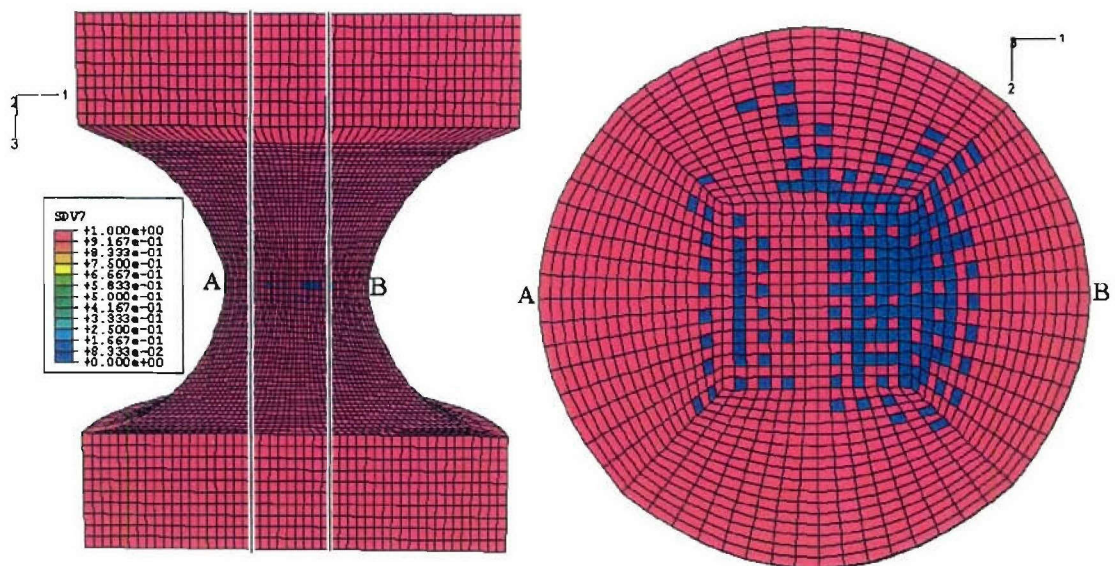 2 1
3
SDV7
+1.000e+00
+9.167e-01
+8.333e-01
+7.500e-01
+6.667e-01
+5.833e-01
+5.000e-01
+4.167e-01
+3.333e-01
+2.500e-01
+1.667e-01
+8.333e-02
+0.000e+00
A B
3 1
2
A B